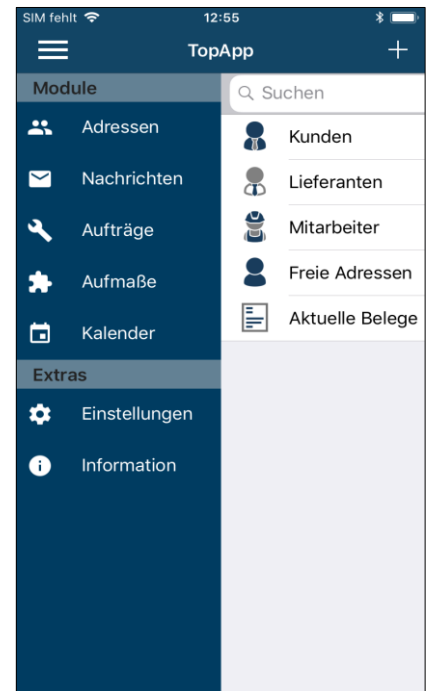 SIM fehlt 12:55
TopApp
Module
Adressen
Nachrichten
Aufträge
Aufmaße
Kalender
Extras
Einstellungen
Information
Suchen
Kunden
Lieferanten
Mitarbeiter
Freie Adressen
Aktuelle Belege